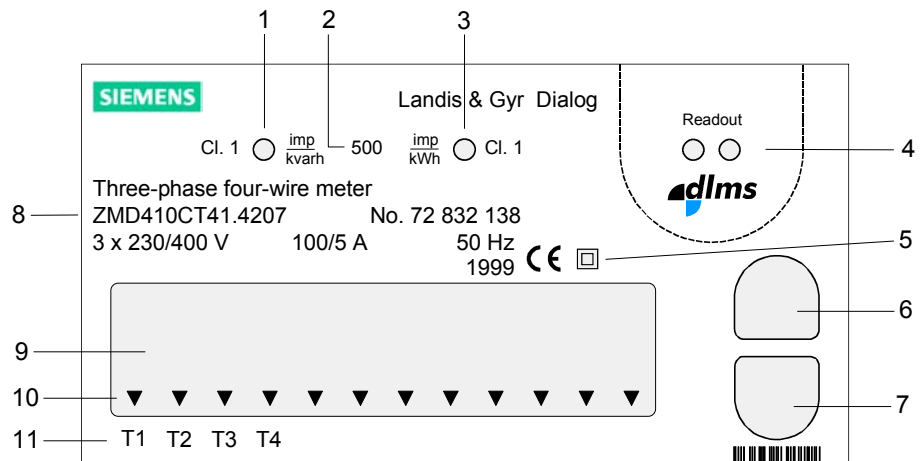 1 2 3
SIEMENS Landis & Gyr Dialog
Readout
Cl. 1 imp/kvarh 500 imp/kWh Cl. 1
4
dlms
Three-phase four-wire meter
8 ZMD410CT41.4207 No. 72 832 138
3 x 230/400 V 100/5 A 50 Hz
5
1999 CE
6
9
10
7
11 T1 T2 T3 T4